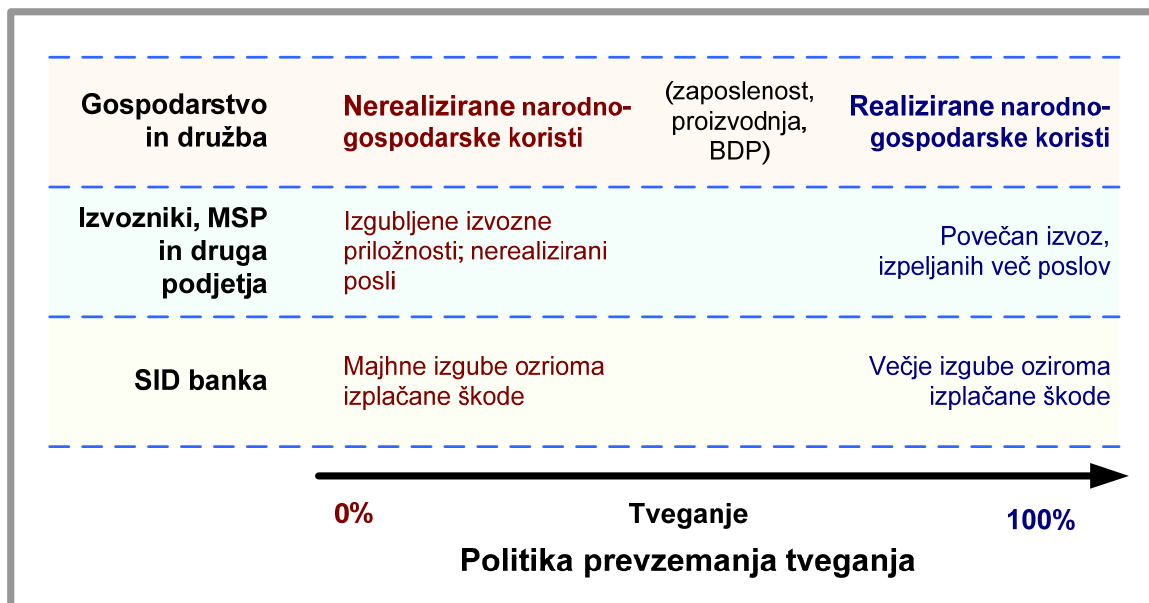 Gospodarstvo
in družba
Nerealizirane narodno-
gospodarske koristi
(zaposlenost,
proizvodnja,
BDP)
Realizirane narodno-
gospodarske koristi
Izvozniki, MSP
in druga
podjetja
Izgubljene izvozne
priložnosti; nerealizirani
posli
Povečan izvoz,
izpeljanih več poslov
SID banka
Majhne izgube ozrioma
izplačane škode
Večje izgube oziroma
izplačane škode
0%
Tveganje
100%
Politika prevzemanja tveganja